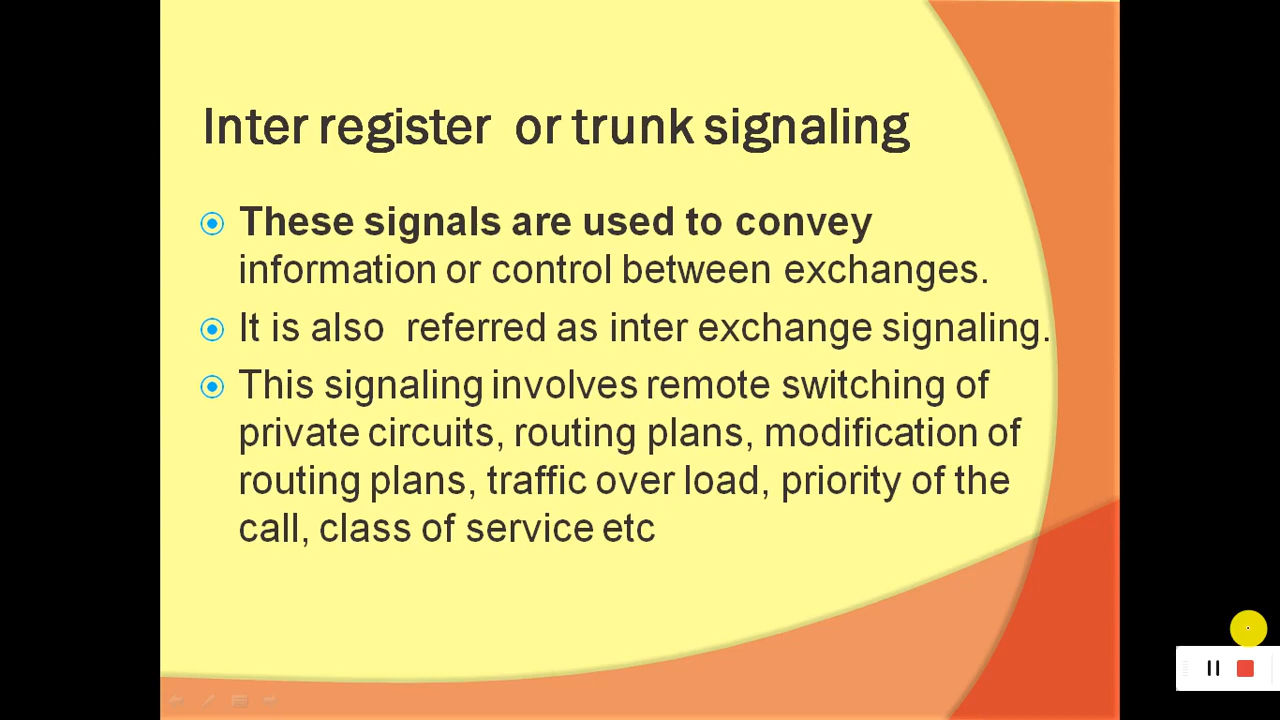 Inter register or trunk signaling
These signals are used to convey
information or control between exchanges.
It is also referred as inter exchange signaling.
This signaling involves remote switching of
private circuits, routing plans, modification of
routing plans, traffic over load, priority of the
call, class of service etc